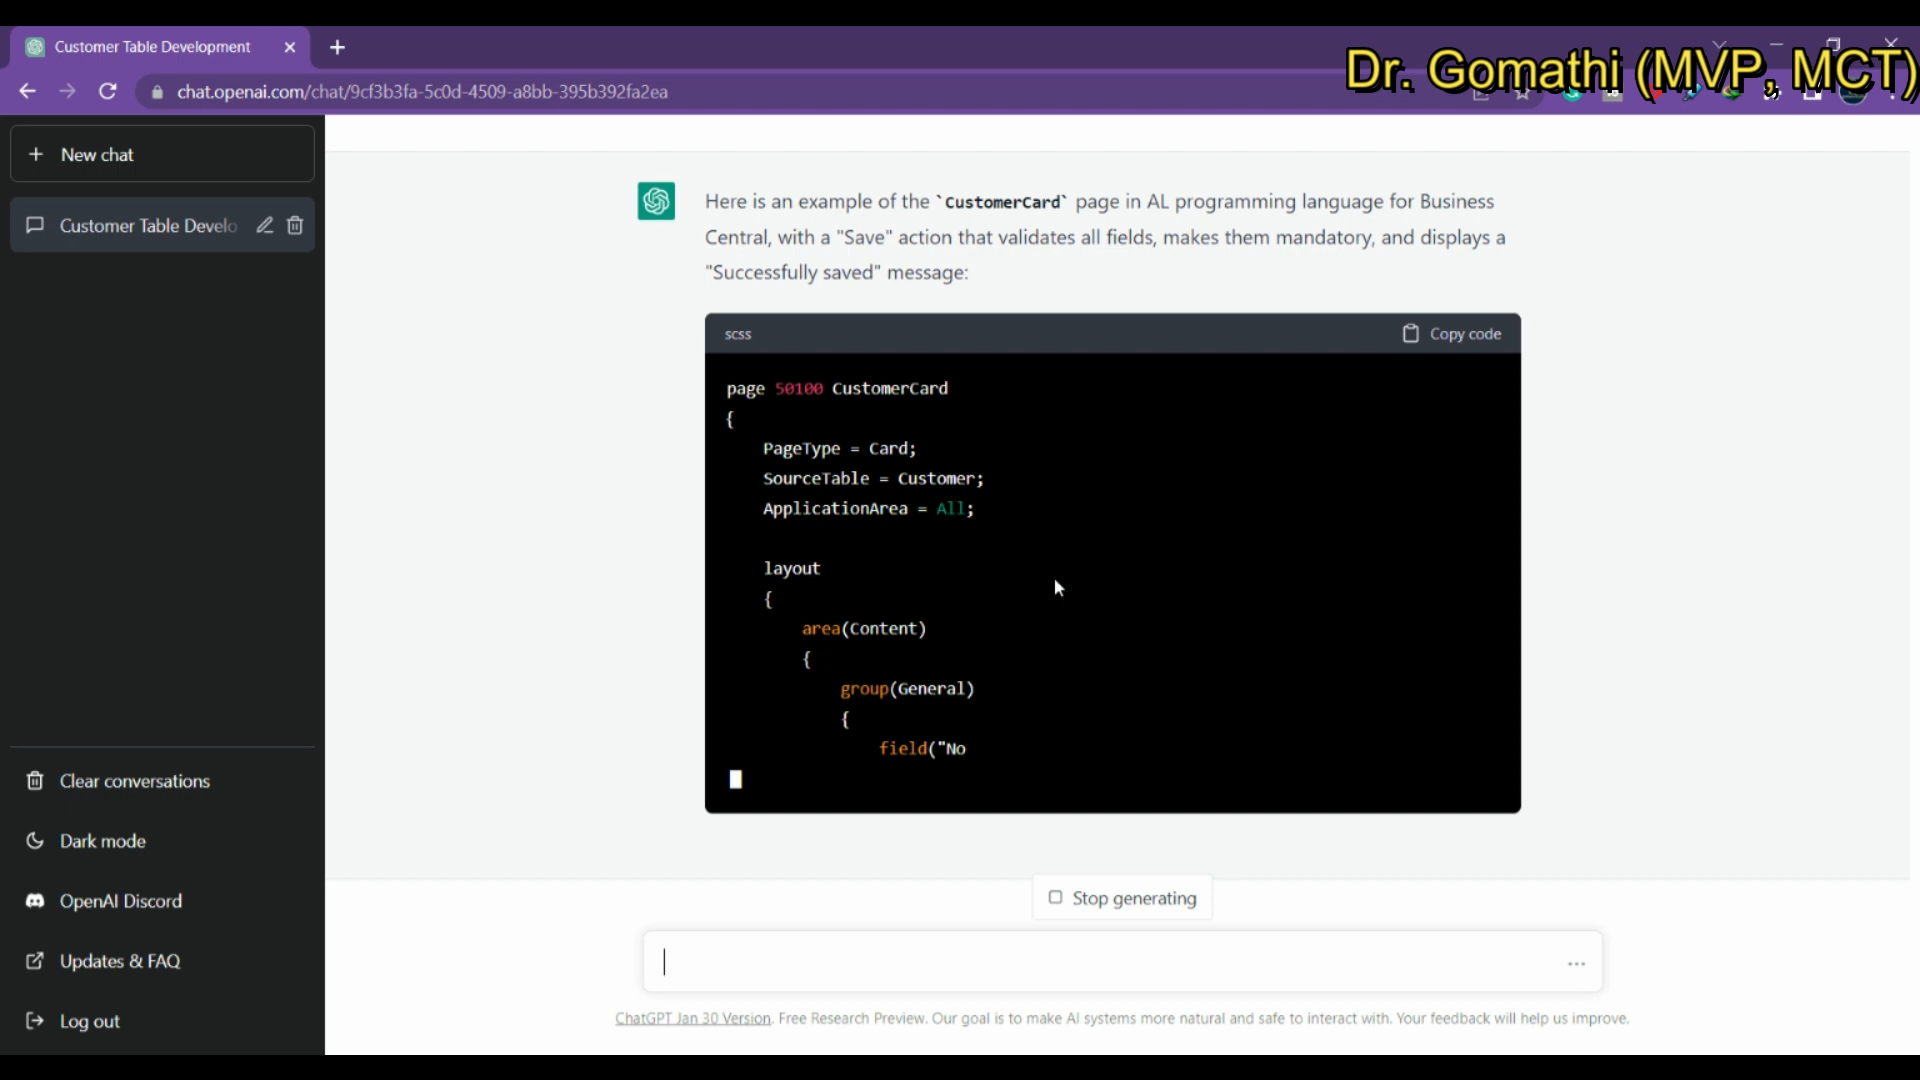 Customer Table Development
Dr. Gomathi (MVP, MCT)
chat.openai.com/chat/9cf3b3fa-5c0d-4509-a8bb-395b392fa2ea
New chat
Customer Table Develo
Here is an example of the `CustomerCard` page in AL programming language for Business
Central, with a "Save" action that validates all fields, makes them mandatory, and displays a
"Successfully saved" message:
scss
Copy code
page 50100 CustomerCard
{
PageType = Card;
SourceTable = Customer;
ApplicationArea = All;
layout
{
area(Content)
{
group(General)
{
field("No
Clear conversations
Dark mode
OpenAI Discord
Updates & FAQ
Log out
Stop generating
ChatGPT Jan 30 Version. Free Research Preview. Our goal is to make AI systems more natural and safe to interact with. Your feedback will help us improve.